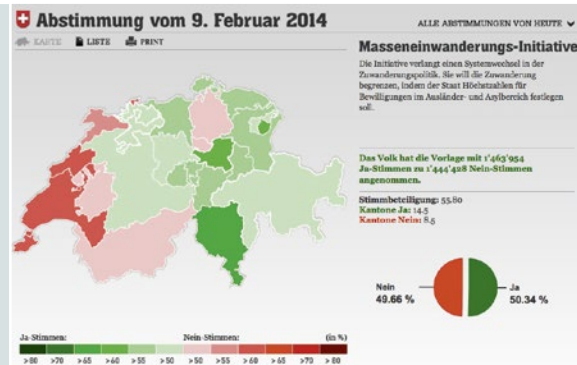 Abstimmung vom 9. Februar 2014
ALLE ABSTIMMUNGEN VON HEUTE
KARTE LISTE PRINT
Masseneinwanderungs-Initiative
Die Initiative verlangt einen Systemwechsel in der
Zuwanderungspolitik. Sie will die Zuwanderung
begrenzen, indem der Staat Höchstzahlen für
Bewilligungen im Ausländer- und Asylbereich festlegen
soll.
Das Volk hat die Vorlage mit 1'463'954
Ja-Stimmen zu 1'444'428 Nein-Stimmen
angenommen.
Stimmbeteiligung: 55.80
Kantone Ja: 14.5
Kantone Nein: 8.5
Nein
49.66 %
Ja
50.34 %
Ja-Stimmen: Nein-Stimmen: (in %)
>80 >70 >65 >60 >55 >50 >50 >55 >60 >65 >70 >80